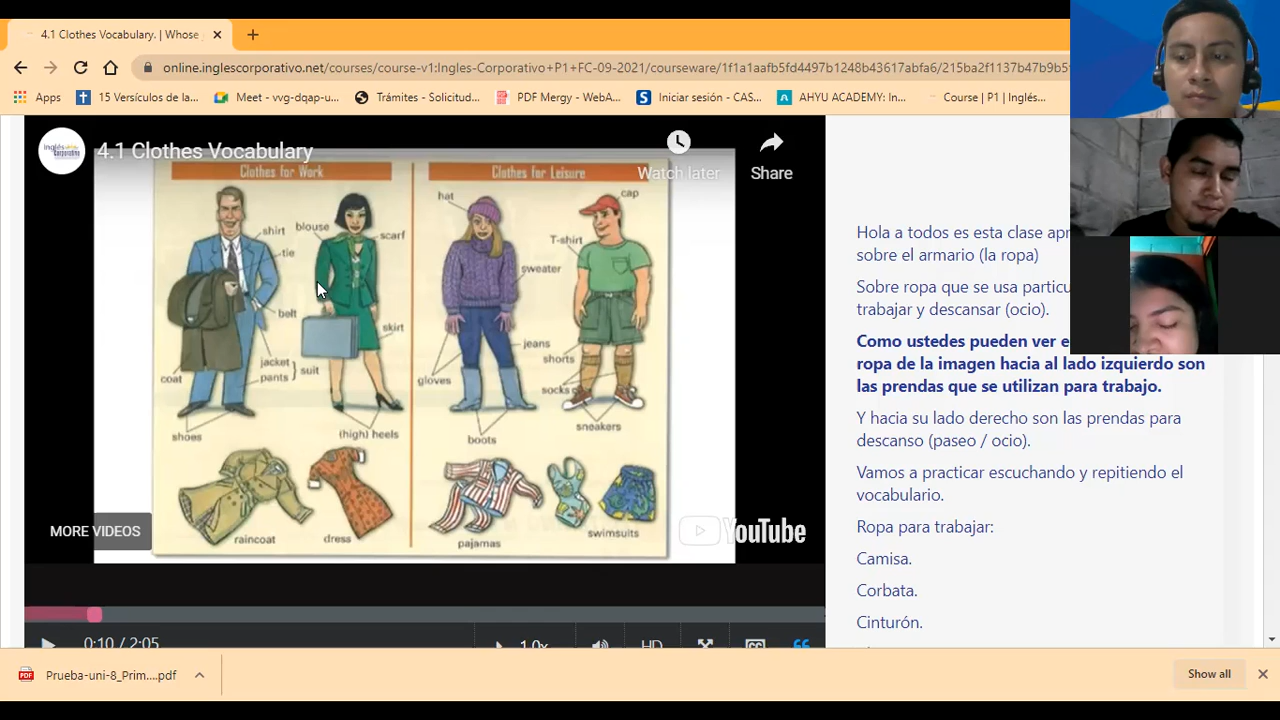 4.1 Clothes Vocabulary. | Whose
online.inglescorporativo.net/courses/course-v1:Ingles-Corporativo+P1+FC-09-2021/courseware/1f1a1aafb5fd4497b1248b43617abfa6/215ba2f1137b47b9b5
Apps
15 Versículos de la...
Meet - vvg-dqap-u...
Trámites - Solicitud...
PDF Mergy - WebA...
Iniciar sesión - CAS...
AHYU ACADEMY: In...
Course | P1 | Inglés...
4.1 Clothes Vocabulary
Watch later
Share
Clothes for Work
Clothes for Leisure
shirt
tie
blouse
scarf
belt
skirt
jacket
pants
suit
coat
shoes
(high) heels
raincoat
dress
hat
cap
T-shirt
sweater
jeans
shorts
gloves
socks
boots
sneakers
pajamas
swimsuits
MORE VIDEOS
YouTube
0:10 / 2:05
1.0x
HD
CC
Hola a todos es esta clase
sobre el armario (la ropa)
Sobre ropa que se usa
trabajar y descansar (ocio).
Como ustedes pueden ver
ropa de la imagen hacia al lado izquierdo son
las prendas que se utilizan para trabajo.
Y hacia su lado derecho son las prendas para
descanso (paseo / ocio).
Vamos a practicar escuchando y repitiendo el
vocabulario.
Ropa para trabajar:
Camisa.
Corbata.
Cinturón.
Prueba-uni-8_Prim....pdf
Show all